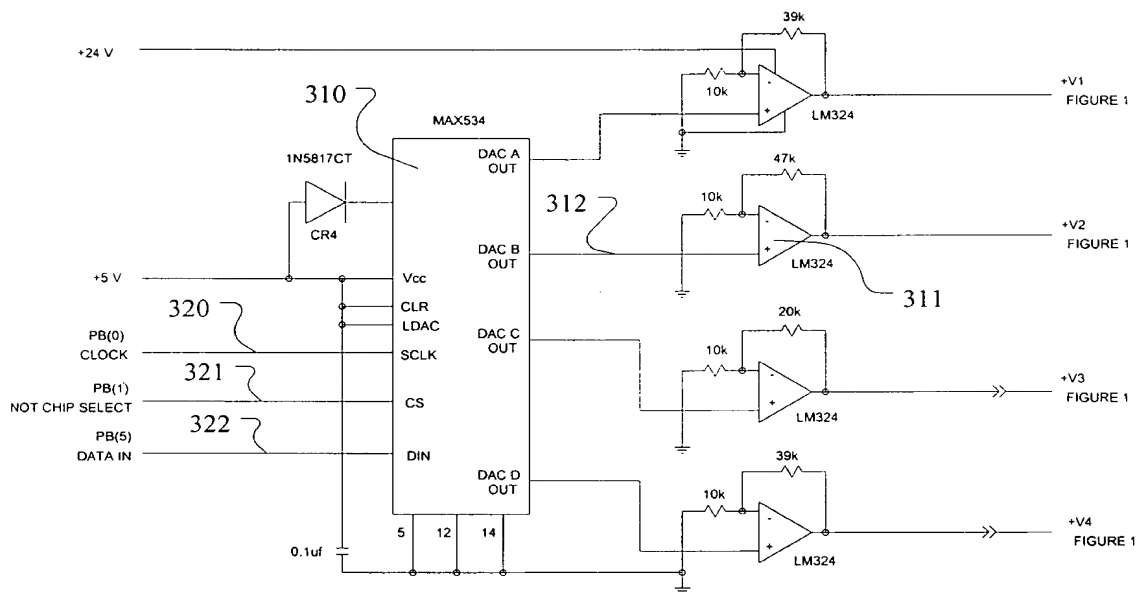 39k
+24 V
+V1
10k
FIGURE 1
310
LM324
MAX534
DAC A
OUT
1N5817CT
47k
10k
312
+V2
FIGURE 1
CR4
DAC B
OUT
LM324
311
+5 V
Vcc
CLR
320
LDAC
20k
PB(0)
CLOCK
SCLK
DAC C
OUT
10k
321
+V3
FIGURE 1
PB(1)
NOT CHIP SELECT
CS
LM324
322
PB(5)
DATA IN
DIN
39k
DAC D
OUT
10k
+V4
FIGURE 1
5
12
14
0.1uf
LM324